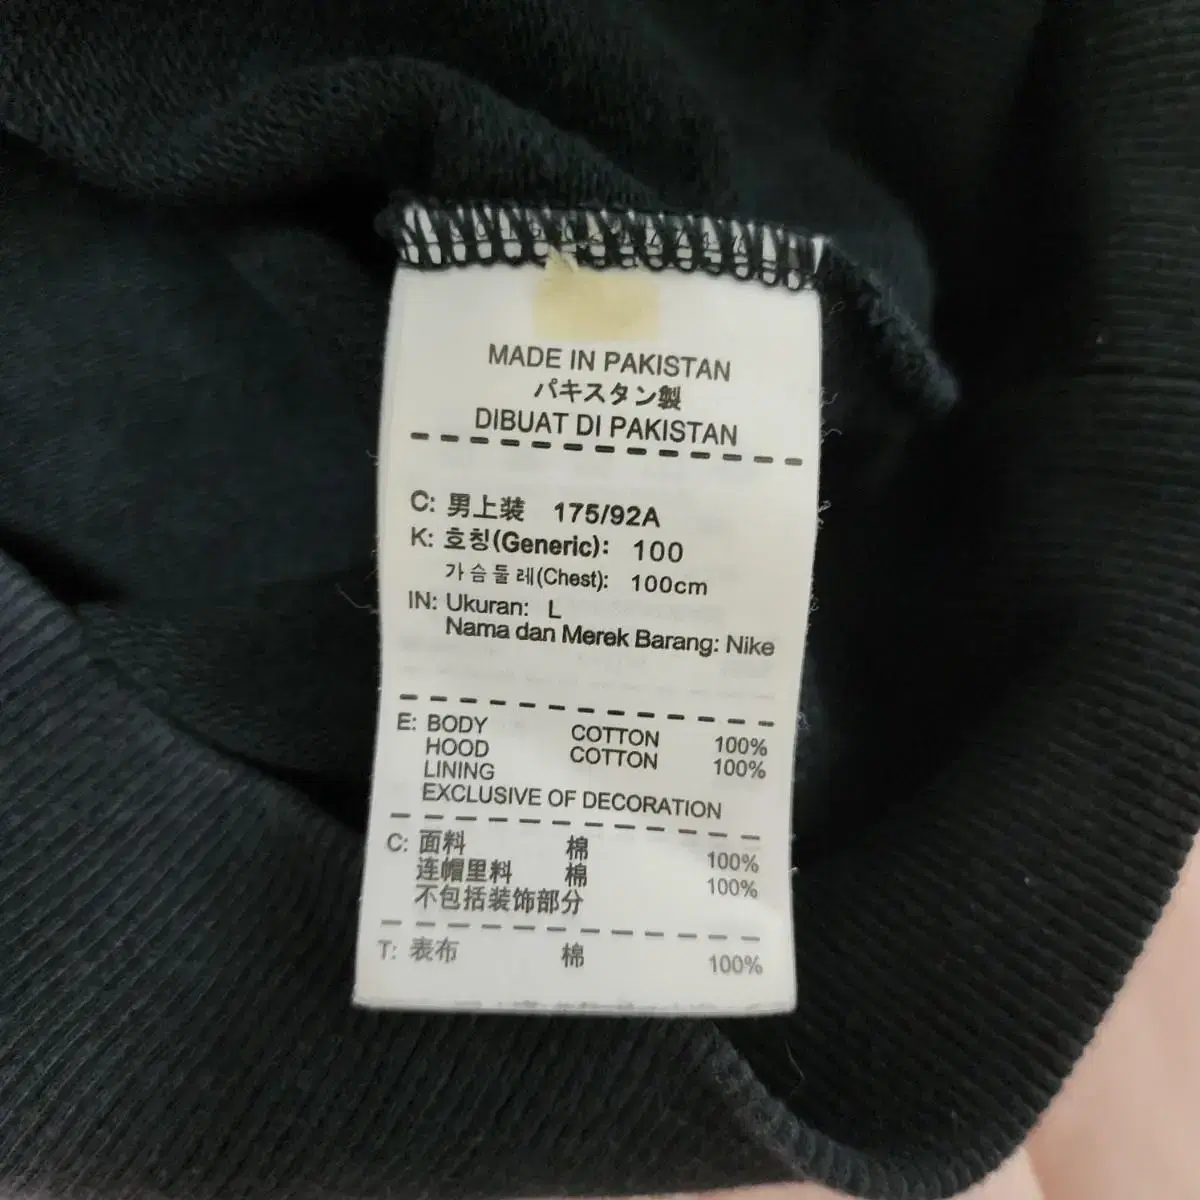 MADE IN PAKISTAN
パキスタン製
DIBUAT DI PAKISTAN
C: 男上装 175/92A
K: 호칭(Generic): 100
가슴둘레(Chest): 100cm
IN: Ukuran: L
Nama dan Merek Barang: Nike
E: BODY COTTON 100%
HOOD COTTON 100%
LINING
EXCLUSIVE OF DECORATION
C: 面料 棉 100%
连帽里料 棉 100%
不包括装饰部分
T: 表布 棉 100%